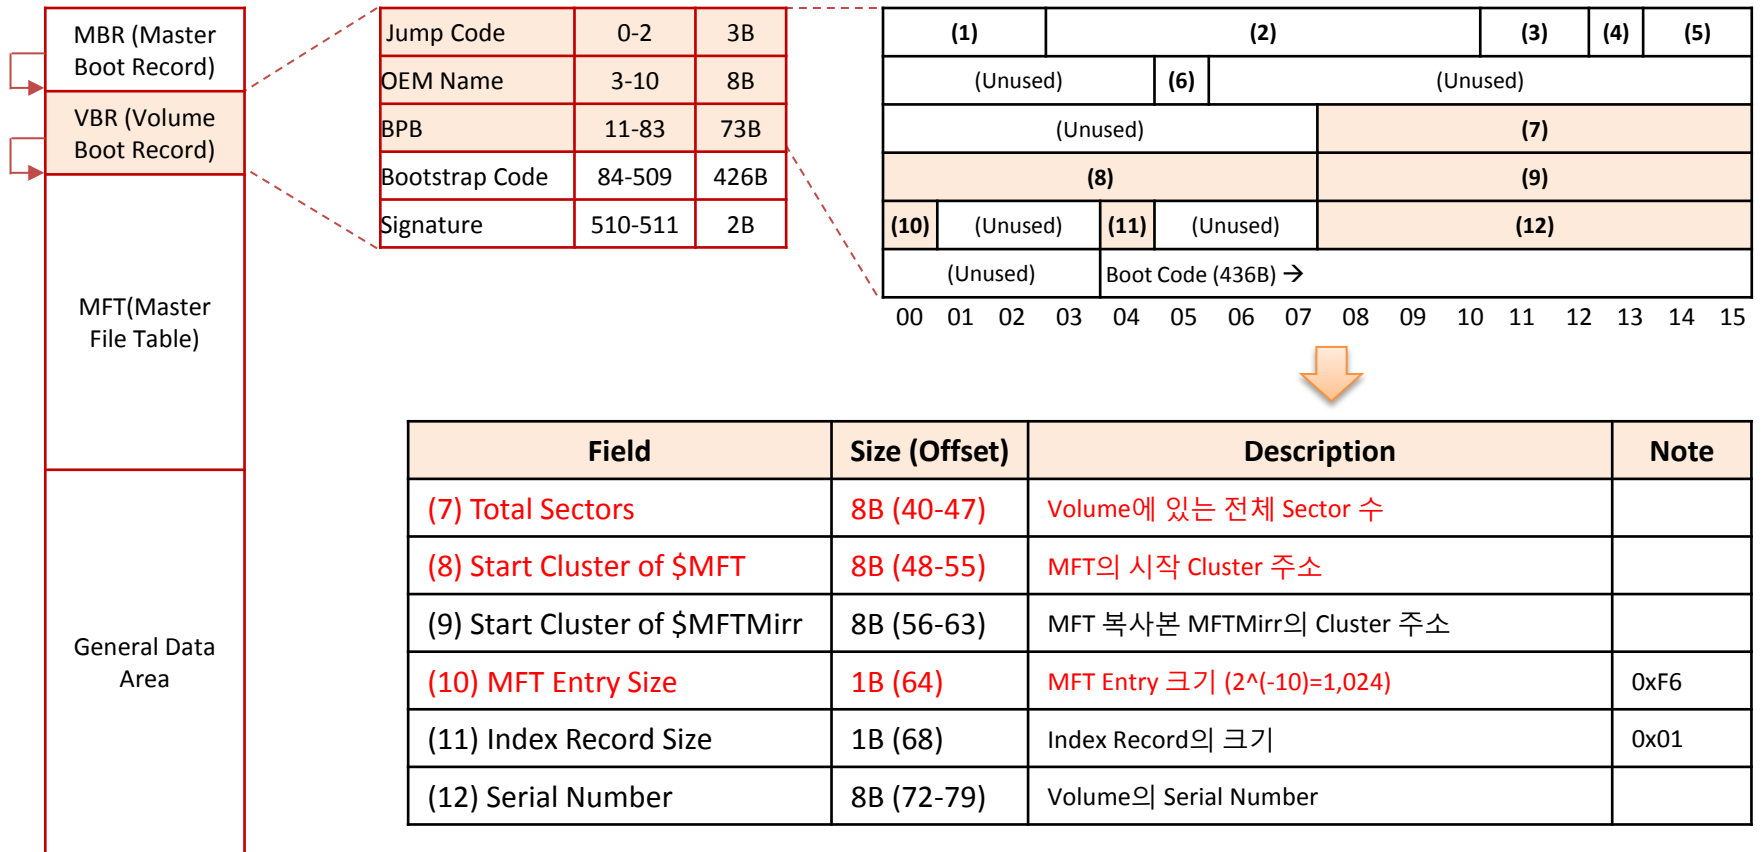 MBR (Master
Boot Record)
VBR (Volume
Boot Record)
MFT(Master
File Table)
General Data
Area
Jump Code 0-2 3B
OEM Name 3-10 8B
BPB 11-83 73B
Bootstrap Code 84-509 426B
Signature 510-511 2B
(1) (2) (3) (4) (5)
(Unused) (6) (Unused)
(Unused) (7)
(8) (9)
(10) (Unused) (11) (Unused) (12)
(Unused) Boot Code (436B) →
00 01 02 03 04 05 06 07 08 09 10 11 12 13 14 15
Field Size (Offset) Description Note
(7) Total Sectors 8B (40-47) Volume에 있는 전체 Sector 수
(8) Start Cluster of $MFT 8B (48-55) MFT의 시작 Cluster 주소
(9) Start Cluster of $MFTMirr 8B (56-63) MFT 복사본 MFTMirr의 Cluster 주소
(10) MFT Entry Size 1B (64) MFT Entry 크기 (2^(-10)=1,024) 0xF6
(11) Index Record Size 1B (68) Index Record의 크기 0x01
(12) Serial Number 8B (72-79) Volume의 Serial Number